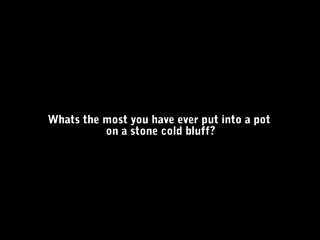 Whats the most you have ever put into a pot
on a stone cold bluff?